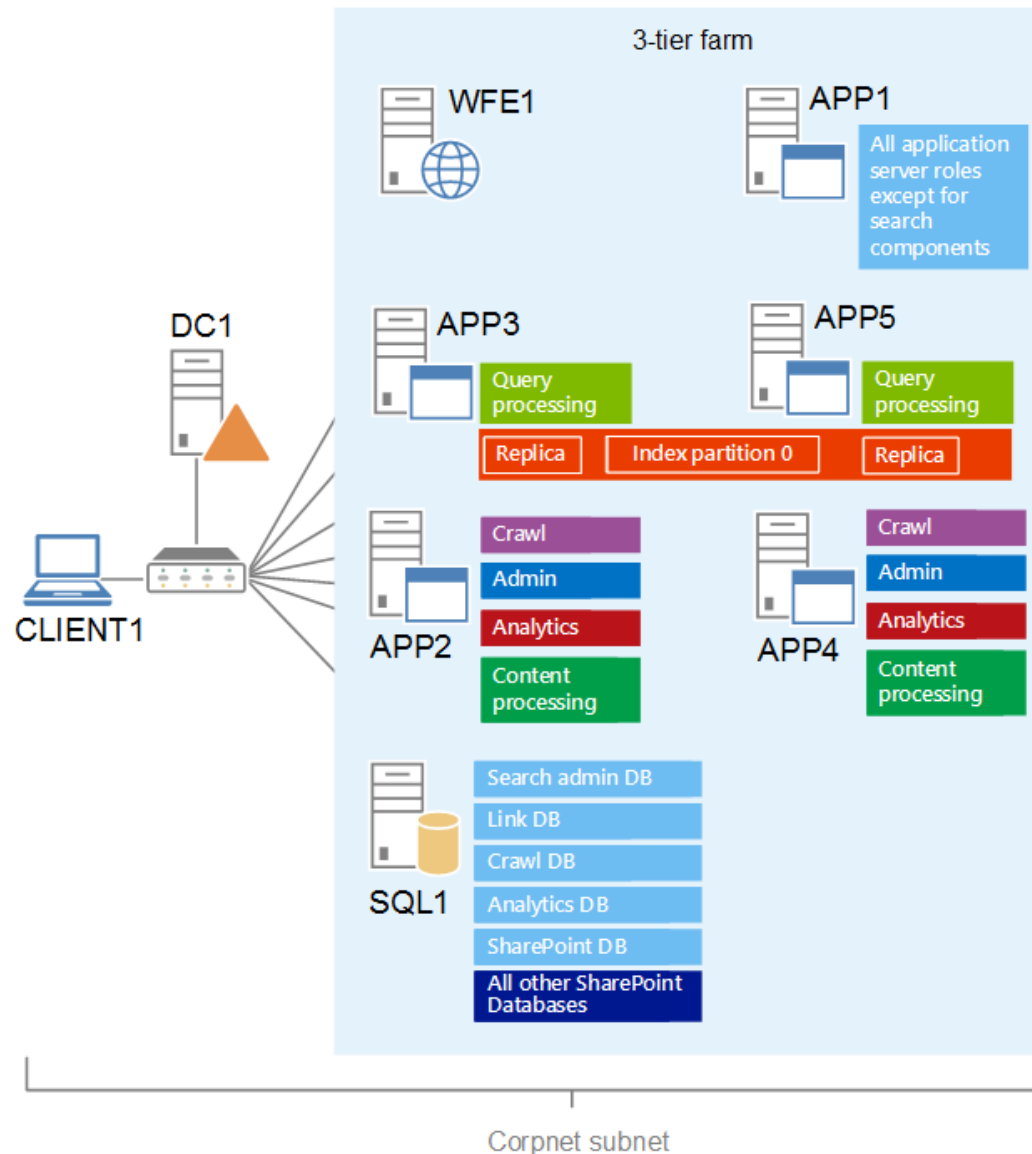 3-tier farm
WFE1
APP1
All application
server roles
except for
search
components
DC1
APP3
Query
processing
APP5
Query
processing
Replica
Index partition 0
Replica
CLIENT1
APP2
Crawl
Admin
Analytics
Content
processing
APP4
Crawl
Admin
Analytics
Content
processing
SQL1
Search admin DB
Link DB
Crawl DB
Analytics DB
SharePoint DB
All other SharePoint
Databases
Corpnet subnet